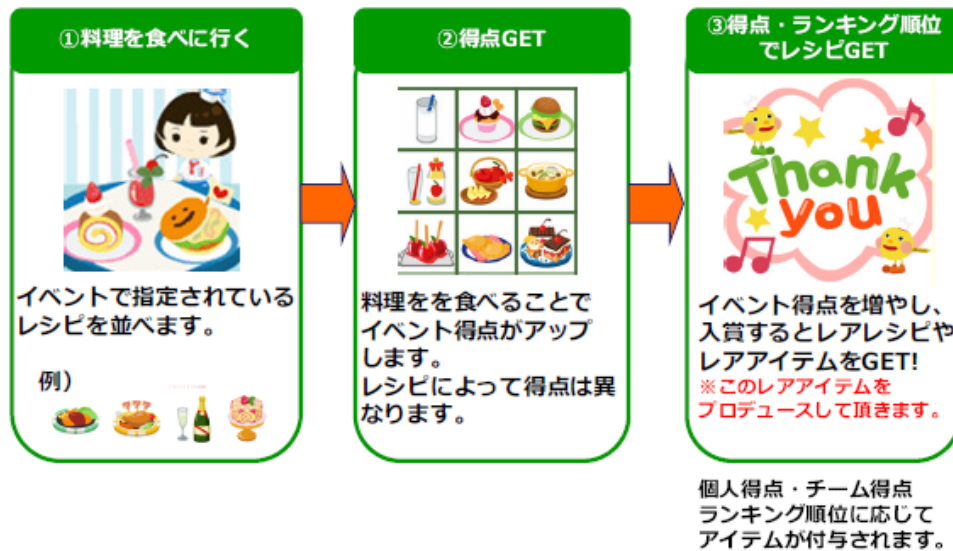 ①料理を食べに行く
イベントで指定されている
レシピを並べます。
例）
②得点GET
料理をを食べることで
イベント得点がアップ
します。
レシピによって得点は異
なります。
③得点・ランキング順位
でレシピGET
Thank
you
イベント得点を増やし、
入賞するとレアレシピや
レアアイテムをGET!
※このレアアイテムを
プロデュースして頂きます。
個人得点・チーム得点
ランキング順位に応じて
アイテムが付与されます。